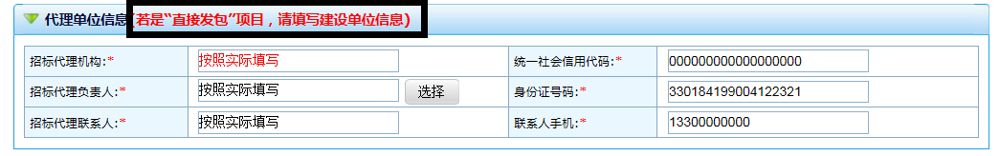 代理单位信息(若是“直接发包”项目，请填写建设单位信息)
招标代理机构:* 按照实际填写 统一社会信用代码:* 000000000000000000
招标代理负责人:* 按照实际填写 选择 身份证号码:* 330184199004122321
招标代理联系人:* 按照实际填写 联系人手机:* 13300000000